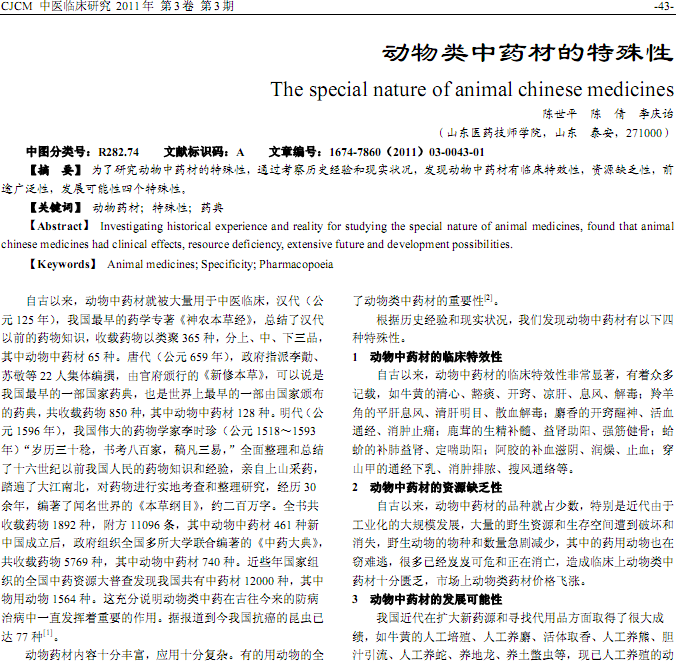 CJCM 中医临床研究 2011 年 第 3 卷 第 3 期 -43-
动物类中药材的特殊性
The special nature of animal chinese medicines
陈世平 陈 倩 李庆诒
（山东医药技师学院，山东 泰安，271000）
中图分类号：R282.74 文献标识码：A 文章编号：1674-7860（2011）03-0043-01
【摘 要】 为了研究动物中药材的特殊性，通过考察历史经验和现实状况，发现动物中药材有临床特效性，资源缺乏性，前
途广泛性，发展可能性四个特殊性。
【关键词】 动物药材；特殊性；药典
【Abstract】 Investigating historical experience and reality for studying the special nature of animal medicines, found that animal
chinese medicines had clinical effects, resource deficiency, extensive future and development possibilities.
【Keywords】 Animal medicines; Specificity; Pharmacopoeia
自古以来，动物中药材就被大量用于中医临床，汉代（公
元 125 年），我国最早的药学专著《神农本草经》，总结了汉代
以前的药物知识，收载药物以类聚 365 种，分上、中、下三品，
其中动物中药材 65 种。唐代（公元 659 年），政府指派李勣、
苏敬等 22 人集体编撰，由官府颁行的《新修本草》，可以说是
我国最早的一部国家药典，也是世界上最早的一部由国家颁布
的药典，共收载药物 850 种，其中动物中药材 128 种。明代（公
元 1596 年），我国伟大的药物学家李时珍（公元 1518～1593
年）“岁历三十稔，书考八百家，稿凡三易，”全面整理和总结
了十六世纪以前我国人民的药物知识和经验，亲自上山采药，
踏遍了大江南北，对药物进行实地考查和整理研究，经历 30
余年，编著了闻名世界的《本草纲目》，约二百万字。全书共
收载药物 1892 种，附方 11096 条，其中动物中药材 461 种新
中国成立后，政府组织全国多所大学联合编著的《中药大典》，
共收载药物 5769 种，其中动物中药材 740 种。近些年国家组
织的全国中药资源大普查发现我国共有中药材 12000 种，其中
物用动物 1564 种。这充分说明动物类中药在古往今来的防病
治病中一直发挥着重要的作用。据报道到今我国抗癌的昆虫已
达 77 种[1]。
动物药材内容十分丰富，应用十分复杂。有的用动物的全
了动物类中药材的重要性[2]。
根据历史经验和现实状况，我们发现动物中药材有以下四
种特殊性。
1 动物中药材的临床特效性
自古以来，动物中药材的临床特效性非常显著，有着众多
记载，如牛黄的清心、豁痰、开窍、凉肝、息风、解毒；羚羊
角的平肝息风、清肝明目、散血解毒；麝香的开窍醒神、活血
通经、消肿止痛；鹿茸的生精补髓、益肾助阳、强筋健骨；蛤
蚧的补肺益肾、定喘助阳；阿胶的补血滋阴、润燥、止血；穿
山甲的通经下乳、消肿排脓、搜风通络等。
2 动物中药材的资源缺乏性
自古以来，动物中药材的品种就占少数，特别是近代由于
工业化的大规模发展，大量的野生资源和生存空间遭到破坏和
消失，野生动物的物种和数量急剧减少，其中的药用动物也在
窃难逃，很多已经岌岌可危和正在消亡，造成临床上动物类中
药材十分匮乏，市场上动物类药材价格飞涨。
3 动物中药材的发展可能性
我国近代在扩大新药源和寻找代用品方面取得了很大成
绩，如牛黄的人工培殖、人工养麝、活体取香、人工养熊、胆
汁引流、人工养蛇、养地龙、养土鳖虫等，现已人工养殖的动